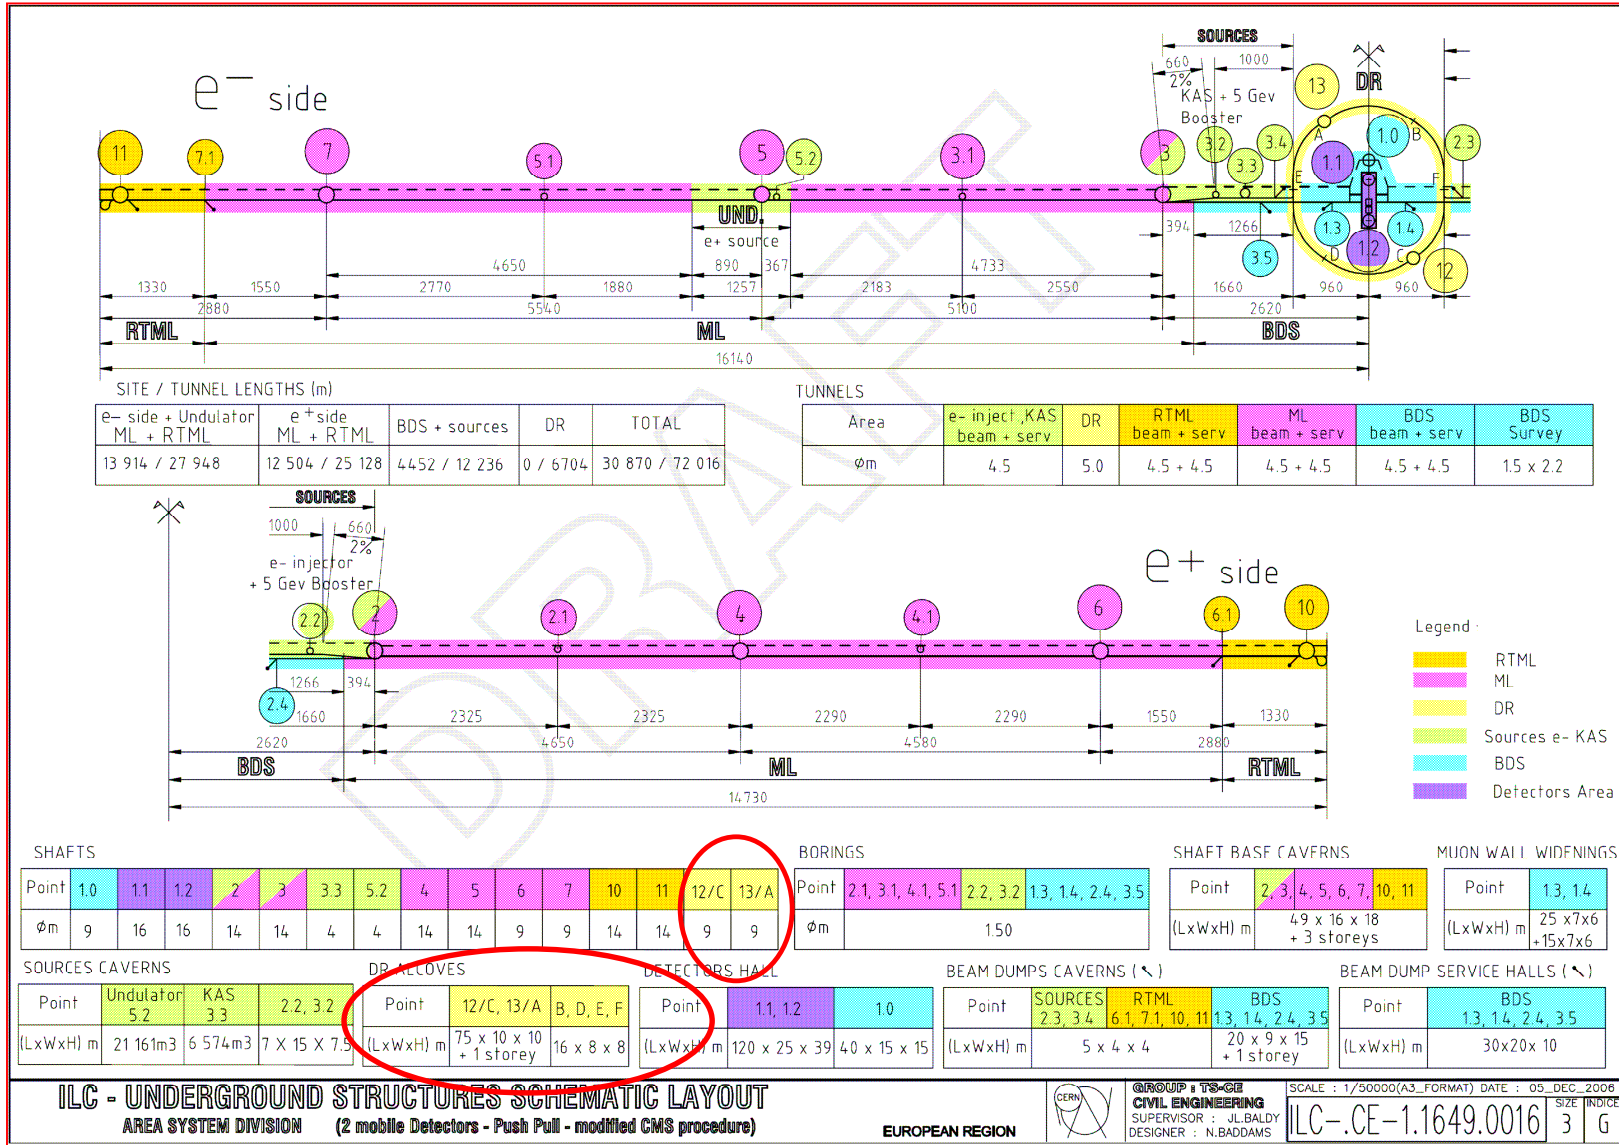 SOURCES
660
1000
2%
KAS + 5 Gev
Booster
DR
e− side
13
A
1.0
B
11
7.1
7
5.1
5
5.2
3.1
3
3.2
3.3
3.4
1.1
2.3
E
F
UND.
e+ source
394
1266
3.5
1.3
D
1.2
1.4
C
12
4650
890
367
4733
1330
1550
2770
1880
1257
2183
2550
1660
960
960
2880
5540
5100
2620
RTML
ML
BDS
16140
SITE / TUNNEL LENGTHS (m)
e− side + Undulator
ML + RTML
e+ side
ML + RTML
BDS + sources
DR
TOTAL
13 914 / 27 948
12 504 / 25 128
4452 / 12 236
0 / 6704
30 870 / 72 016
TUNNELS
Area
e- inject ,KAS
beam + serv
DR
RTML
beam + serv
ML
beam + serv
BDS
beam + serv
BDS
Survey
Øm
4.5
5.0
4.5 + 4.5
4.5 + 4.5
4.5 + 4.5
1.5 x 2.2
SOURCES
1000
660
2%
e- injector
+ 5 Gev Booster
e+ side
2.2
2
2.1
4
4.1
6
6.1
10
2.4
1266
394
1660
2325
2325
2290
2290
1550
1330
2620
4650
4580
2880
BDS
ML
RTML
14730
Legend
RTML
ML
DR
Sources e- KAS
BDS
Detectors Area
DRAFT
SHAFTS
Point 1.0 1.1 1.2 2 3 3.3 5.2 4 5 6 7 10 11 12/C 13/A
Øm 9 16 16 14 14 4 4 14 14 9 9 14 14 9 9
BORINGS
Point 2.1, 3.1, 4.1, 5.1 2.2, 3.2 1.3, 1.4, 2.4, 3.5
Øm 1.50
SHAFT BASE CAVERNS
Point 2, 3, 4, 5, 6, 7, 10, 11
(LxWxH) m 49 x 16 x 18
+ 3 storeys
MUON WALL WIDENINGS
Point 1.3, 1.4
(LxWxH) m 25 x7x6
+15x7x6
SOURCES CAVERNS
Point Undulator
5.2
KAS
3.3
2.2, 3.2
(LxWxH) m 21 161m3 6 574m3 7 X 15 X 7.5
DR ALCOVES
Point 12/C, 13/A B, D, E, F
(LxWxH) m 75 x 10 x 10
+ 1 storey
16 x 8 x 8
DETECTORS HALL
Point 1.1, 1.2 1.0
(LxWxH) m 120 x 25 x 39 40 x 15 x 15
BEAM DUMPS CAVERNS ( )
Point SOURCES
2.3, 3.4
RTML
6.1, 7.1, 10, 11
BDS
1.3, 1.4, 2.4, 3.5
(LxWxH) m 5 x 4 x 4 20 x 9 x 15
+ 1 storey
BEAM DUMP SERVICE HALLS ( )
Point BDS
1.3, 1.4, 2.4, 3.5
(LxWxH) m 30x20x 10
ILC - UNDERGROUND STRUCTURES SCHEMATIC LAYOUT
AREA SYSTEM DIVISION (2 mobile Detectors - Push Pull - modified CMS procedure)
EUROPEAN REGION
CERN
GROUP : TS-CE
CIVIL ENGINEERING
SUPERVISOR : JL.BALDY
DESIGNER : N.BADDAMS
SCALE : 1/50000(A3_FORMAT) DATE : 05_DEC_2006
ILC-.CE-1.1649.0016
SIZE
3
INDICE
G